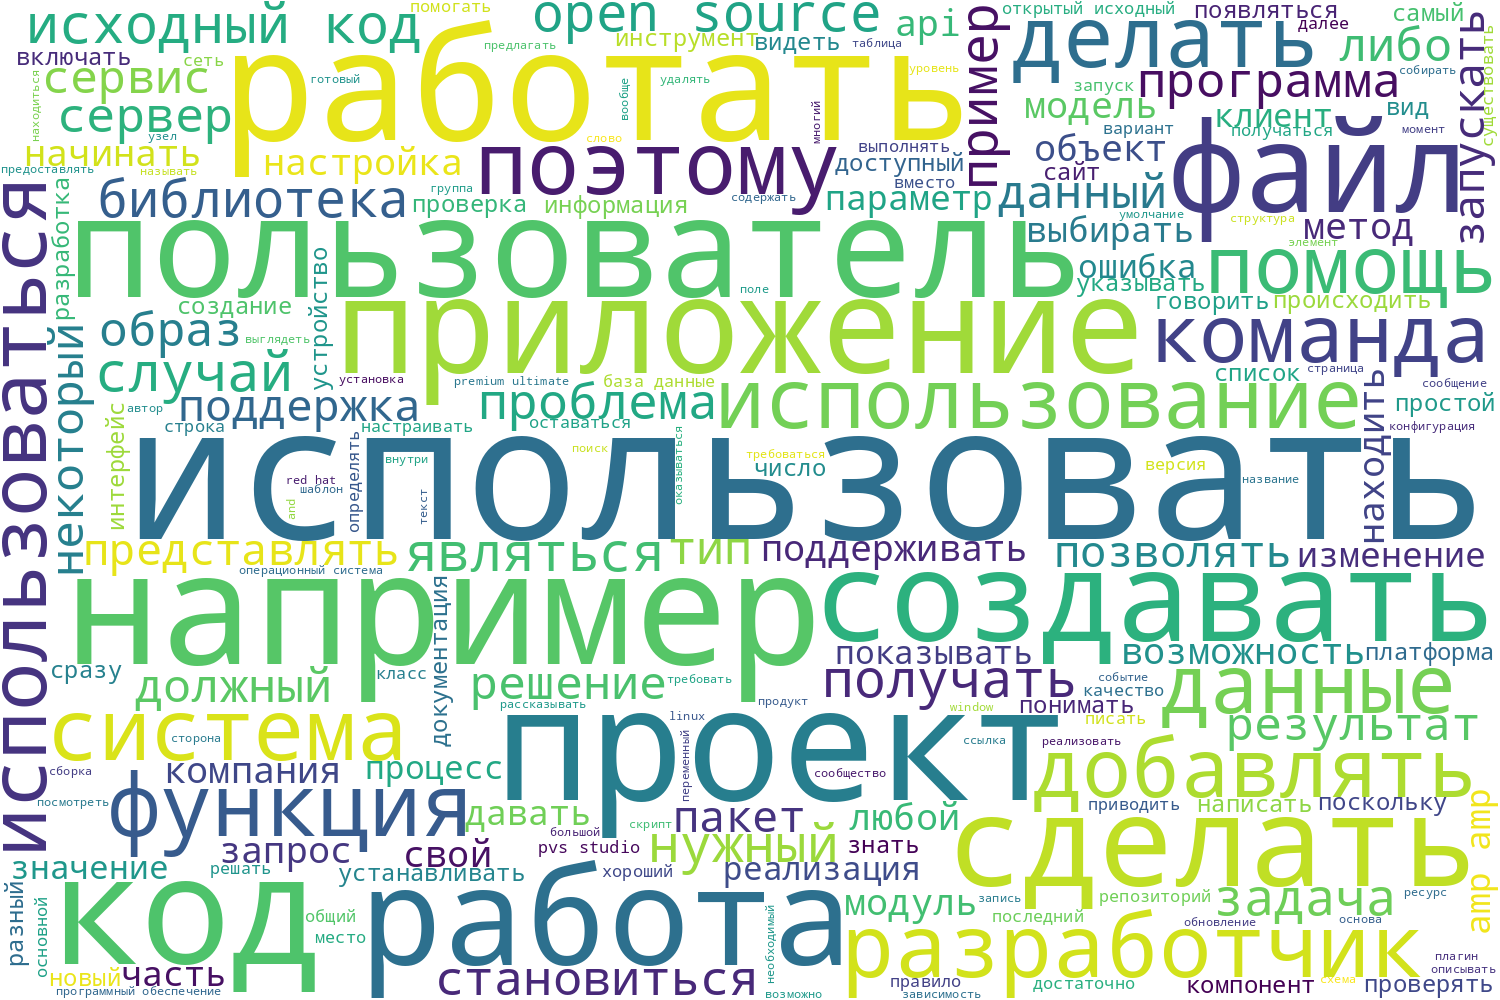 исходный код
помогать
open source
api
открытый исходный
появляться
далее
самый
включать
сеть
предлагать
инструмент
видеть
таблица
делать
либо
сервис
готовый
работать
удалять
уровень
пример
программа
собирать
существовать
находиться
сервер
вообще
запуск
модель
клиент
вид
запускать
узел
слово
многий
вариант
получаться
момент
начинать
настройка
поэтому
выполнять
доступный
объект
сайт
файл
предоставлять
называть
группа
вместо
разработка
библиотека
проверка
информация
содержать
параметр
данный
умолчание
структура
метод
использоваться
пользователь
выбирать
элемент
ошибка
помощь
указывать
создание
устройство
поле
приложение
говорить
происходить
образ
выглядеть
команда
некоторый
случай
установка
premium ultimate
база данные
использование
список
страница
сообщение
автор
поддержка
проблема
простой
интерфейс
строка
настраивать
оставаться
находить
конфигурация
использовать
определять
внутри
поиск
оказываться
требоваться
число
версия
red hat
шаблон
название
and
текст
представлять
являться
тип
поддерживать
позволять
изменение
операционный система
например
документация
создавать
сразу
класс
показывать
возможность
платформа
должный
решение
требовать
получать
событие
качество
данные
рассказывать
продукт
понимать
система
linux
проект
window
писать
результат
сторона
переменный
ссылка
реализовать
сборка
компания
процесс
сообщество
добавлять
посмотреть
функция
давать
скрипт
пакет
любой
приводить
написать
поскольку
amp amp
большой
запрос
свой
pvs studio
нужный
знать
сделать
значение
решать
устанавливать
хороший
реализация
разный
основной
код
работа
общий
место
необходимый
модуль
запись
последний
репозиторий
задача
ресурс
обновление
основа
разработчик
новый
часть
становиться
правило
достаточно
компонент
схема
плагин
описывать
проверять
программный обеспечение
возможно
зависимость